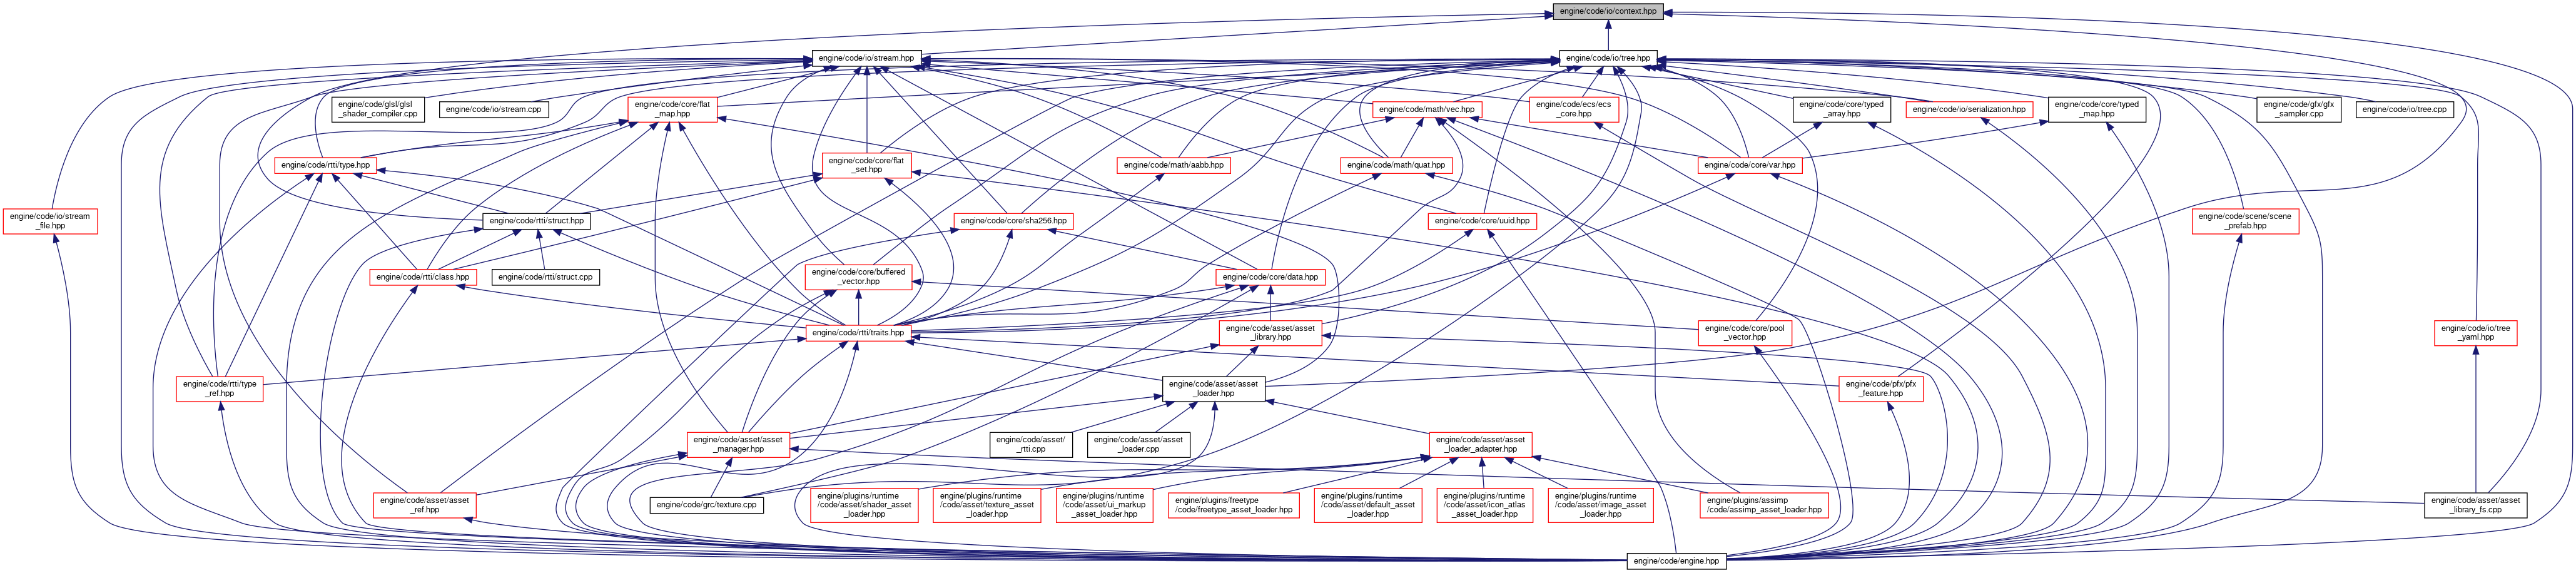 engine/code/io/context.hpp
engine/code/io/stream.hpp
engine/code/io/tree.hpp
engine/code/glsl/glsl
_shader_compiler.cpp
engine/code/io/stream.cpp
engine/code/core/flat
_map.hpp
engine/code/math/vec.hpp
engine/code/ecs/ecs
_core.hpp
engine/code/core/typed
_array.hpp
engine/code/io/serialization.hpp
engine/code/core/typed
_map.hpp
engine/code/gfx/gfx
_sampler.cpp
engine/code/io/tree.cpp
engine/code/rtti/type.hpp
engine/code/core/flat
_set.hpp
engine/code/math/aabb.hpp
engine/code/math/quat.hpp
engine/code/core/var.hpp
engine/code/io/stream
_file.hpp
engine/code/rtti/struct.hpp
engine/code/core/sha256.hpp
engine/code/core/uuid.hpp
engine/code/scene/scene
_prefab.hpp
engine/code/rtti/class.hpp
engine/code/rtti/struct.cpp
engine/code/core/buffered
_vector.hpp
engine/code/core/data.hpp
engine/code/rtti/traits.hpp
engine/code/asset/asset
_library.hpp
engine/code/core/pool
_vector.hpp
engine/code/io/tree
_yaml.hpp
engine/code/rtti/type
_ref.hpp
engine/code/asset/asset
_loader.hpp
engine/code/pfx/pfx
_feature.hpp
engine/code/asset/asset
_manager.hpp
engine/code/asset/
_rtti.cpp
engine/code/asset/asset
_loader.cpp
engine/code/asset/asset
_loader_adapter.hpp
engine/code/asset/asset
_ref.hpp
engine/code/grc/texture.cpp
engine/plugins/runtime
/code/asset/shader_asset
_loader.hpp
engine/plugins/runtime
/code/asset/texture_asset
_loader.hpp
engine/plugins/runtime
/code/asset/ui_markup
_asset_loader.hpp
engine/plugins/freetype
/code/freetype_asset_loader.hpp
engine/plugins/runtime
/code/asset/default_asset
_loader.hpp
engine/plugins/runtime
/code/asset/icon_atlas
_asset_loader.hpp
engine/plugins/runtime
/code/asset/image_asset
_loader.hpp
engine/plugins/assimp
/code/assimp_asset_loader.hpp
engine/code/asset/asset
_library_fs.cpp
engine/code/engine.hpp